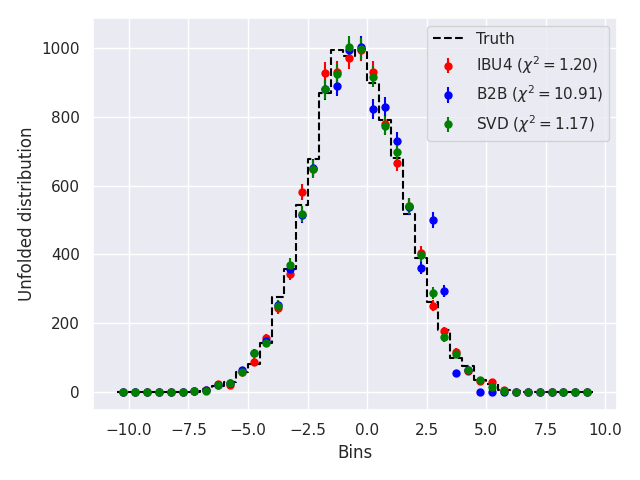 Truth
IBU4 (χ² = 1.20)
B2B (χ² = 10.91)
SVD (χ² = 1.17)
1000
800
600
400
200
0
Unfolded distribution
−10.0 −7.5 −5.0 −2.5 0.0 2.5 5.0 7.5 10.0
Bins